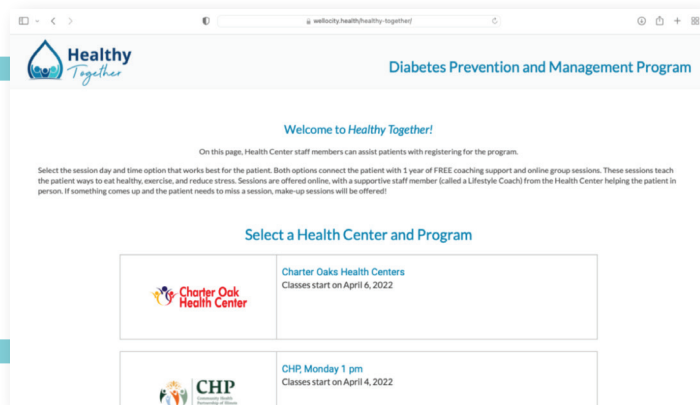 wellocity.health/healthy-together/
Healthy
Together
Diabetes Prevention and Management Program
Welcome to Healthy Together!
On this page, Health Center staff members can assist patients with registering for the program.
Select the session day and time option that works best for the patient. Both options connect the patient with 1 year of FREE coaching support and online group sessions. These sessions teach
the patient ways to eat healthy, exercise, and reduce stress. Sessions are offered online, with a supportive staff member (called a Lifestyle Coach) from the Health Center helping the patient in
person. If something comes up and the patient needs to miss a session, make-up sessions will be offered!
Select a Health Center and Program
Charter Oak
Health Center
Charter Oaks Health Centers
Classes start on April 6, 2022
CHP
Community Health
Partnership of Illinois
CHP, Monday 1 pm
Classes start on April 4, 2022